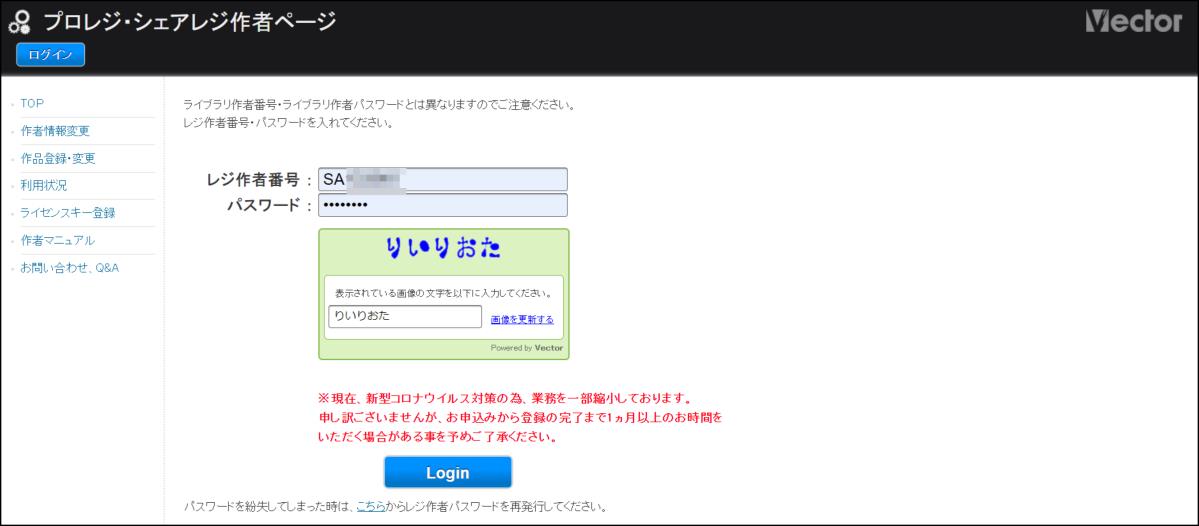 プロレジ・シェアレジ作者ページ
Vector
ログイン
TOP
作者情報変更
作品登録・変更
利用状況
ライセンスキー登録
作者マニュアル
お問い合わせ、Q&A
ライブラリ作者番号・ライブラリ作者パスワードとは異なりますのでご注意ください。
レジ作者番号・パスワードを入れてください。
レジ作者番号 : SA
パスワード : ••••••••
りいりおた
表示されている画像の文字を以下に入力してください。
りいりおた 画像を更新する
Powered by Vector
※現在、新型コロナウイルス対策の為、業務を一部縮小しております。
申し訳ございませんが、お申込みから登録の完了まで1ヵ月以上のお時間を
いただく場合がある事を予めご了承ください。
Login
パスワードを紛失してしまった時は、こちらからレジ作者パスワードを再発行してください。